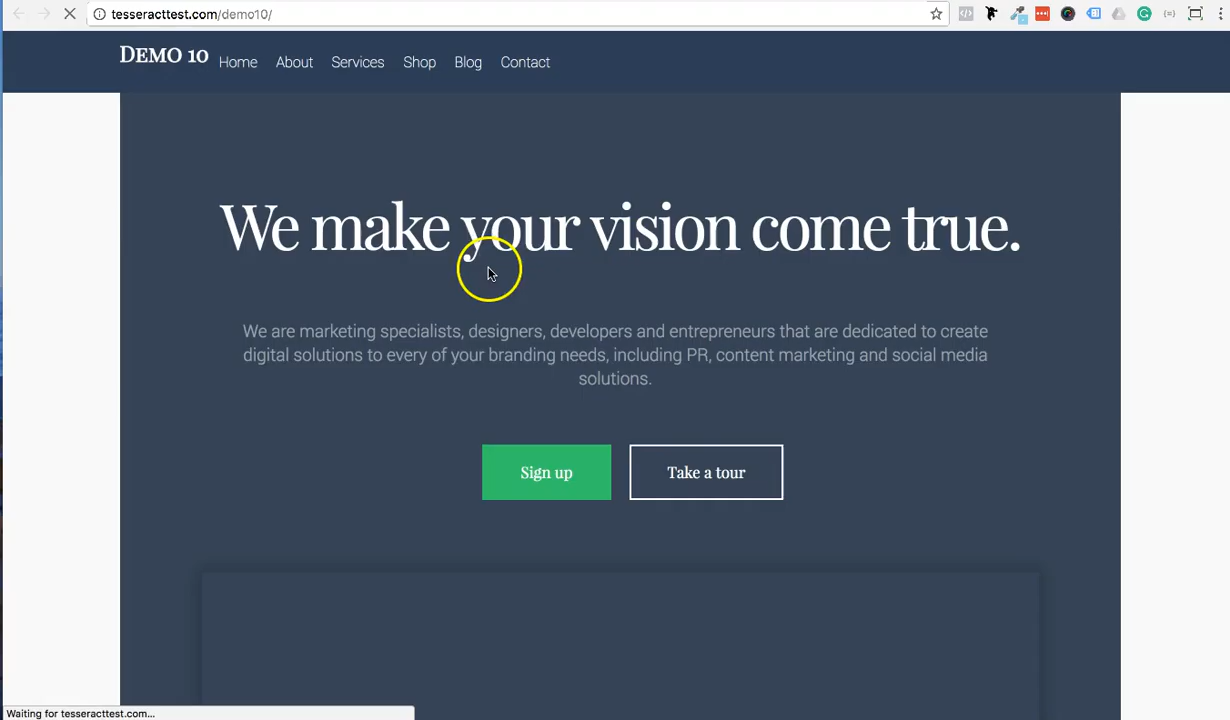 tesseracttest.com/demo10/
DEMO 10 Home About Services Shop Blog Contact
We make your vision come true.
We are marketing specialists, designers, developers and entrepreneurs that are dedicated to create
digital solutions to every of your branding needs, including PR, content marketing and social media
solutions.
Sign up Take a tour
Waiting for tesseracttest.com...